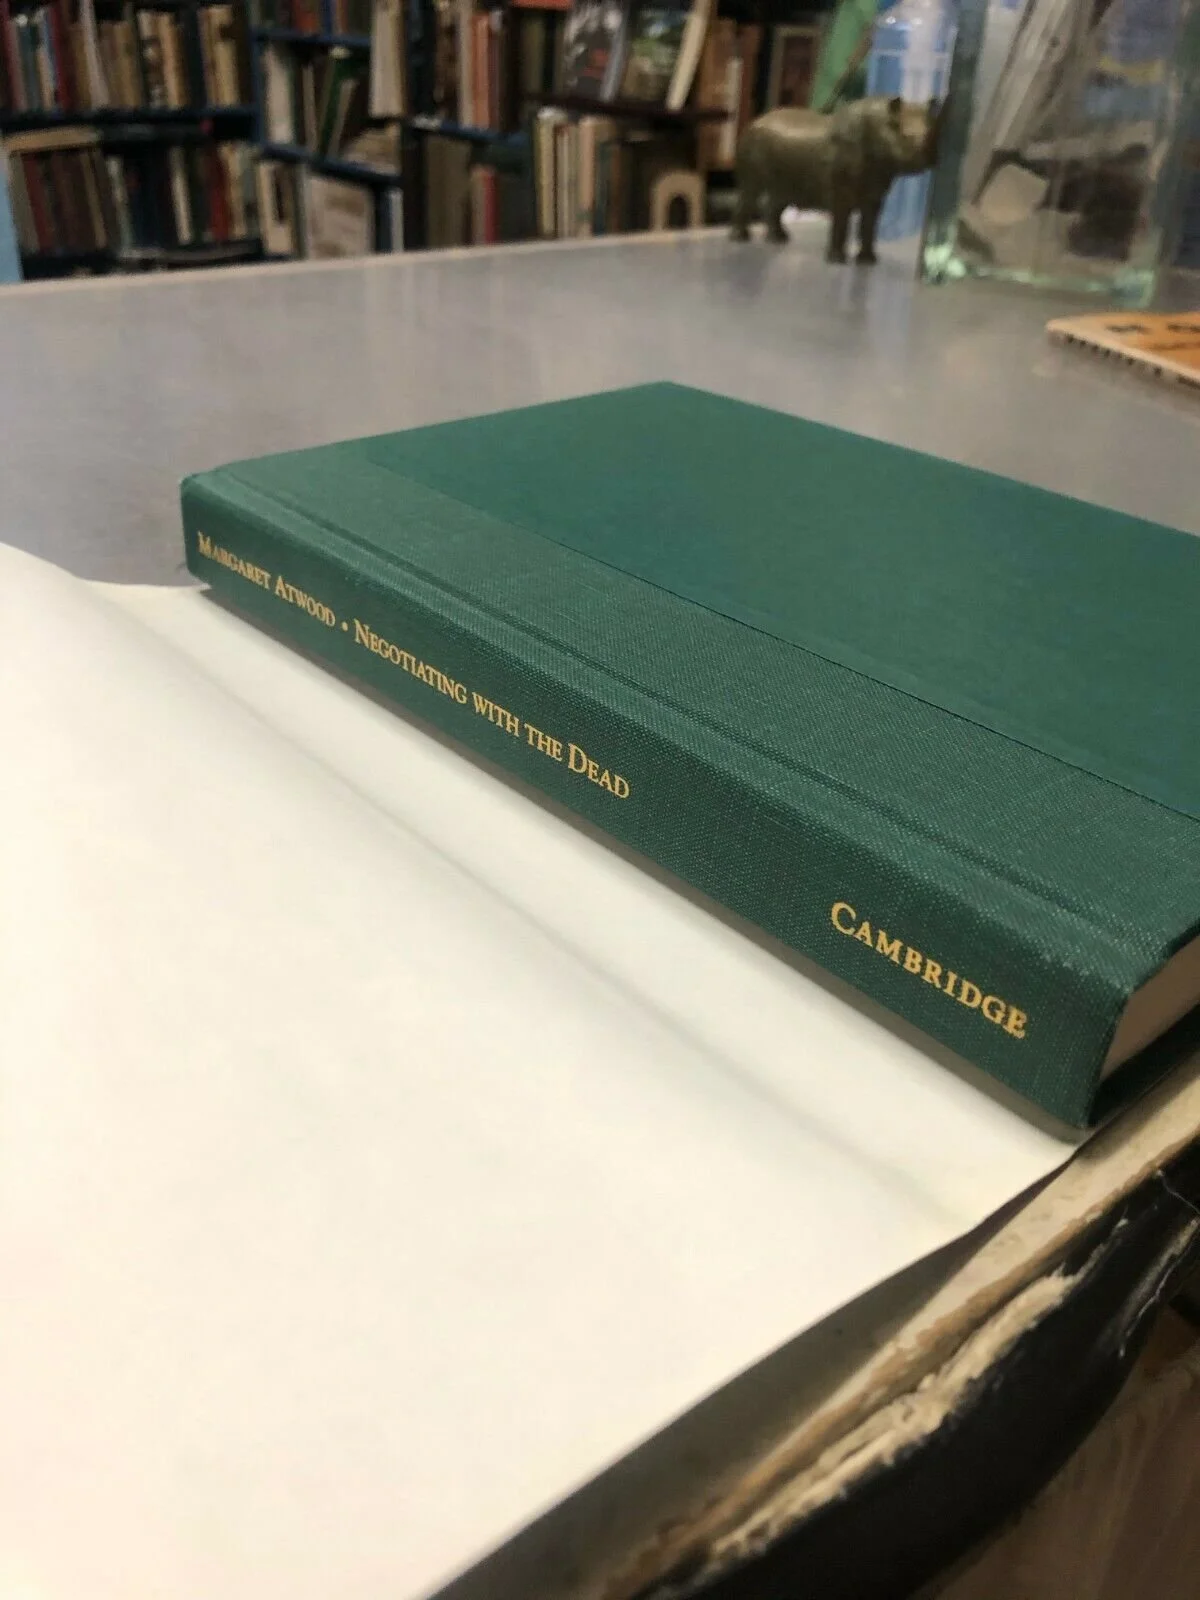 MARGARET ATWOOD • NEGOTIATING WITH THE DEAD
CAMBRIDGE